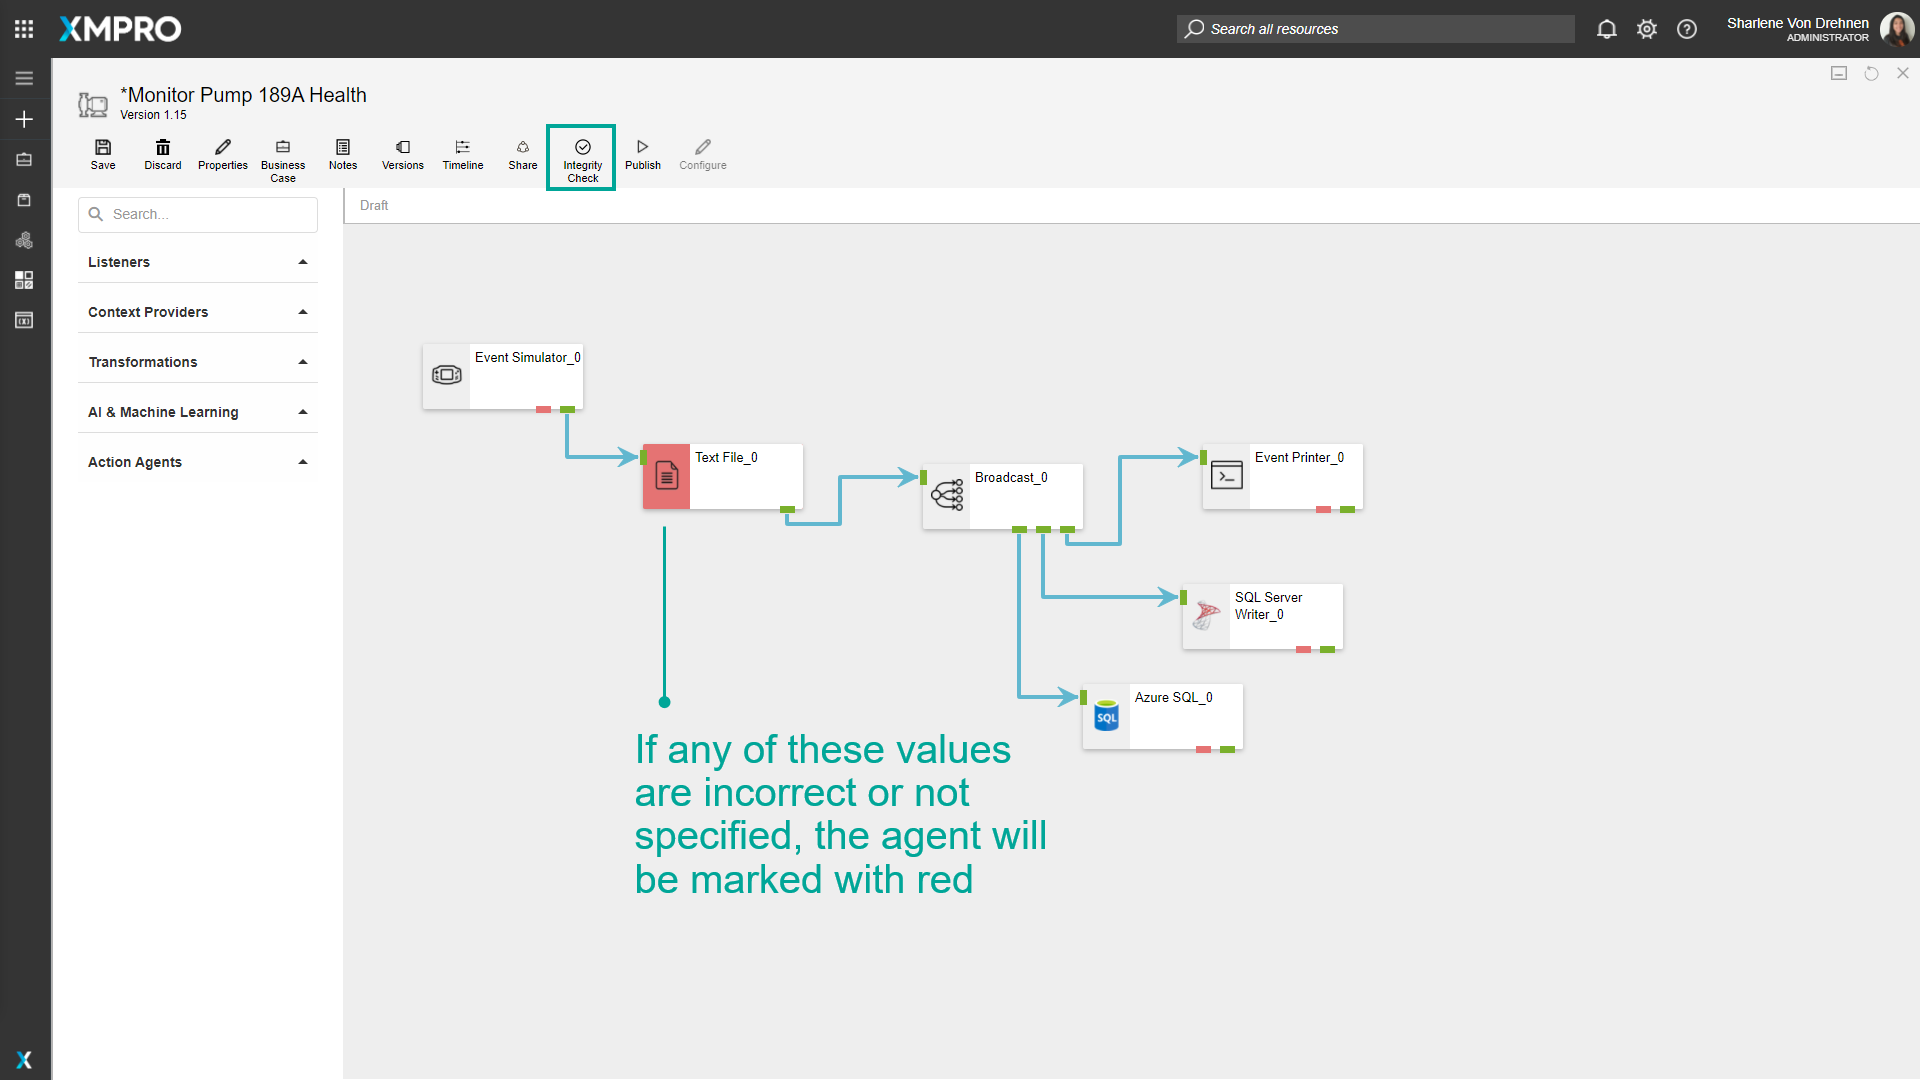 XMPRO
Search all resources
Sharlene Von Drehnen
ADMINISTRATOR
*Monitor Pump 189A Health
Version 1.15
Save
Discard
Properties
Business
Case
Notes
Versions
Timeline
Share
Integrity
Check
Publish
Configure
Search...
Draft
Listeners
Context Providers
Transformations
AI & Machine Learning
Action Agents
Event Simulator_0
Text File_0
Broadcast_0
Event Printer_0
SQL Server
Writer_0
Azure SQL_0
SQL
If any of these values
are incorrect or not
specified, the agent will
be marked with red
X